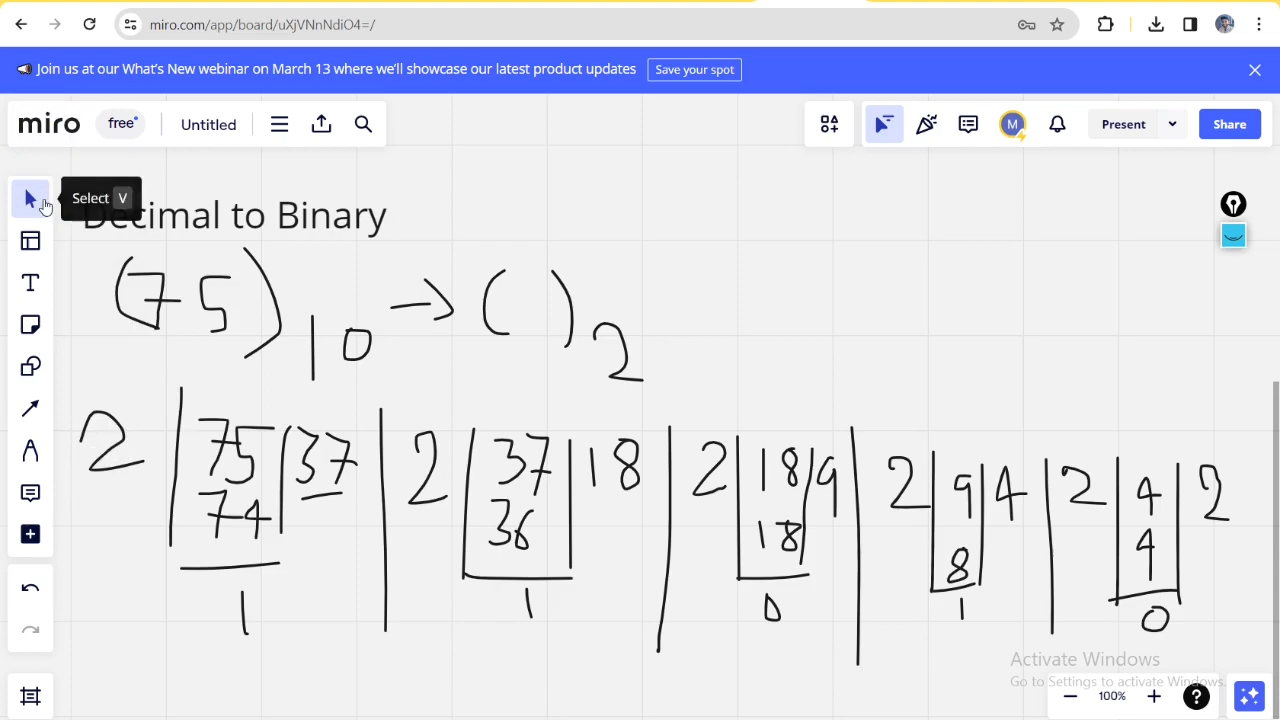 miro.com/app/board/uXjVNnNdiO4=/
Join us at our What's New webinar on March 13 where we'll showcase our latest product updates
Save your spot
miro
free
Untitled
M
Present
Share
Select V
Decimal to Binary
(75)10 → ( )2
2 75 37 2 37 18 2 18 9 2 9 4 2 4 2
74 36 18 8 4
1 1 0 1 0
Activate Windows
Go to Settings to activate Windows.
100%
?